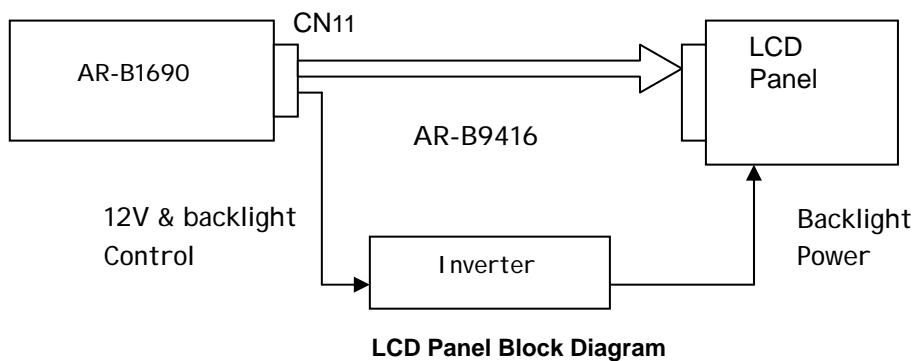 CN11
AR-B1690
LCD
Panel
AR-B9416
12V & backlight
Control
Inverter
Backlight
Power
LCD Panel Block Diagram